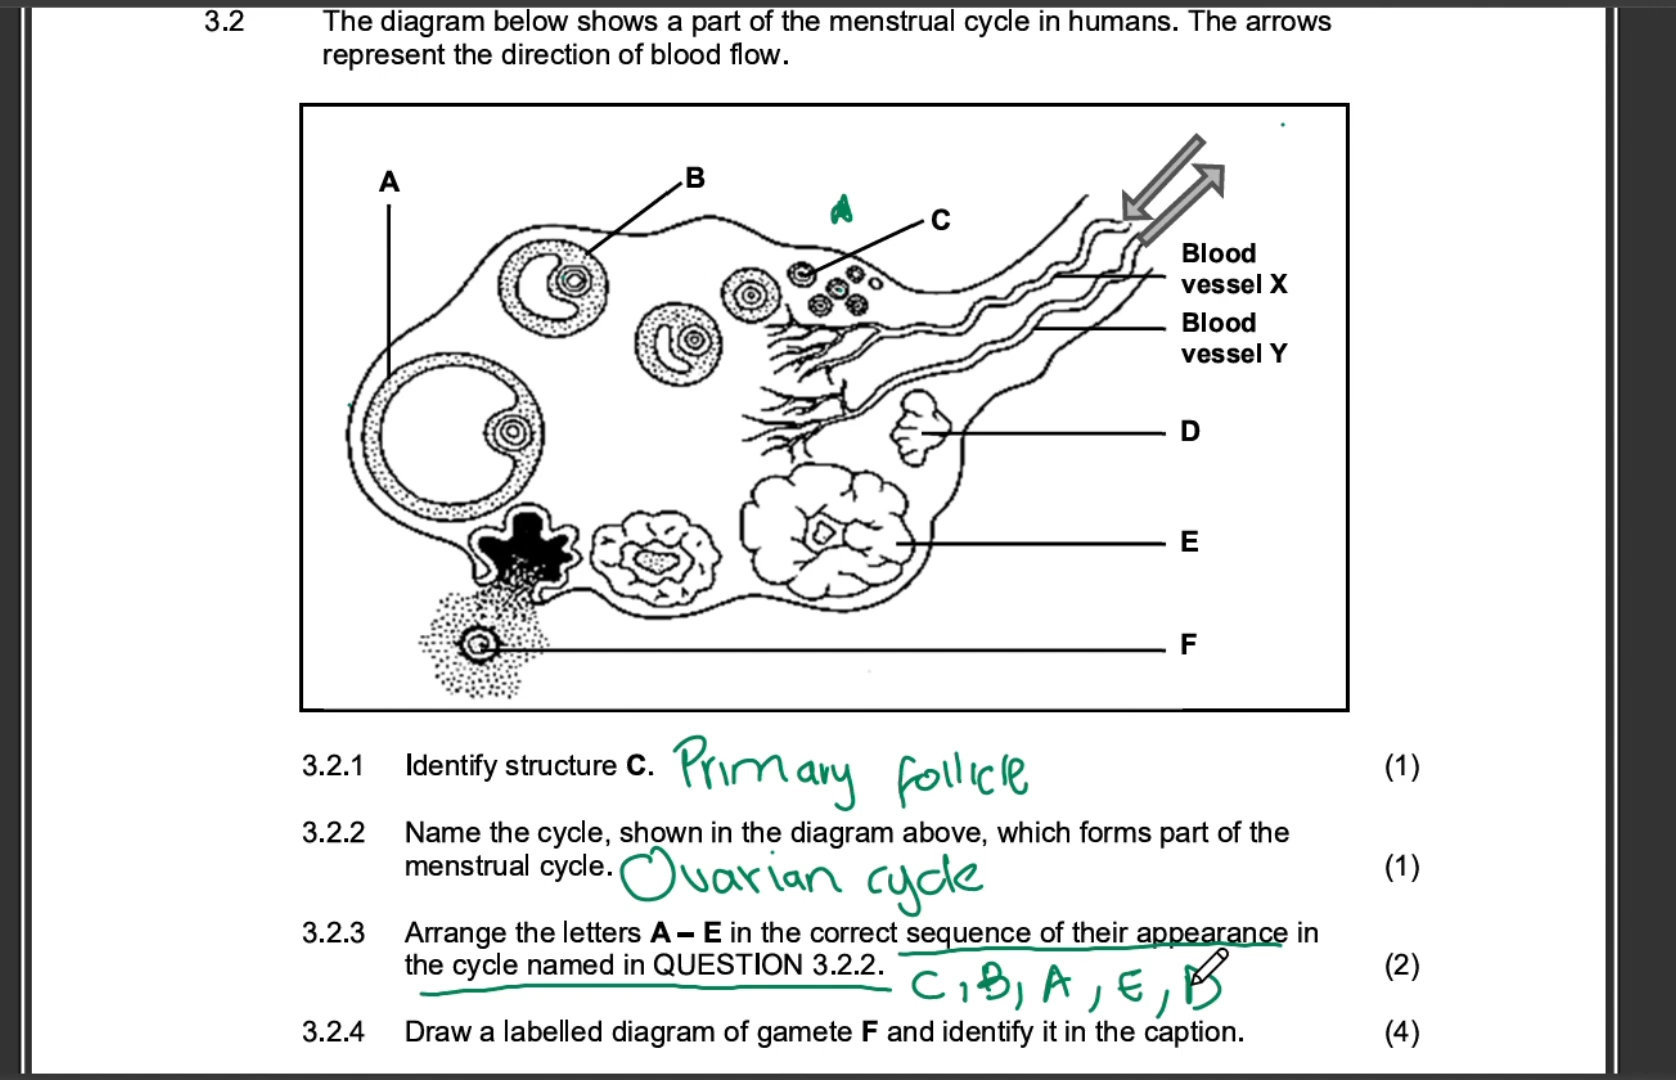 3.2 The diagram below shows a part of the menstrual cycle in humans. The arrows
represent the direction of blood flow.
A
B
A
C
Blood
vessel X
Blood
vessel Y
D
E
F
3.2.1 Identify structure C. Primary follicle (1)
3.2.2 Name the cycle, shown in the diagram above, which forms part of the
menstrual cycle. Ovarian cycle (1)
3.2.3 Arrange the letters A – E in the correct sequence of their appearance in
the cycle named in QUESTION 3.2.2. C, B, A, E, D (2)
3.2.4 Draw a labelled diagram of gamete F and identify it in the caption. (4)